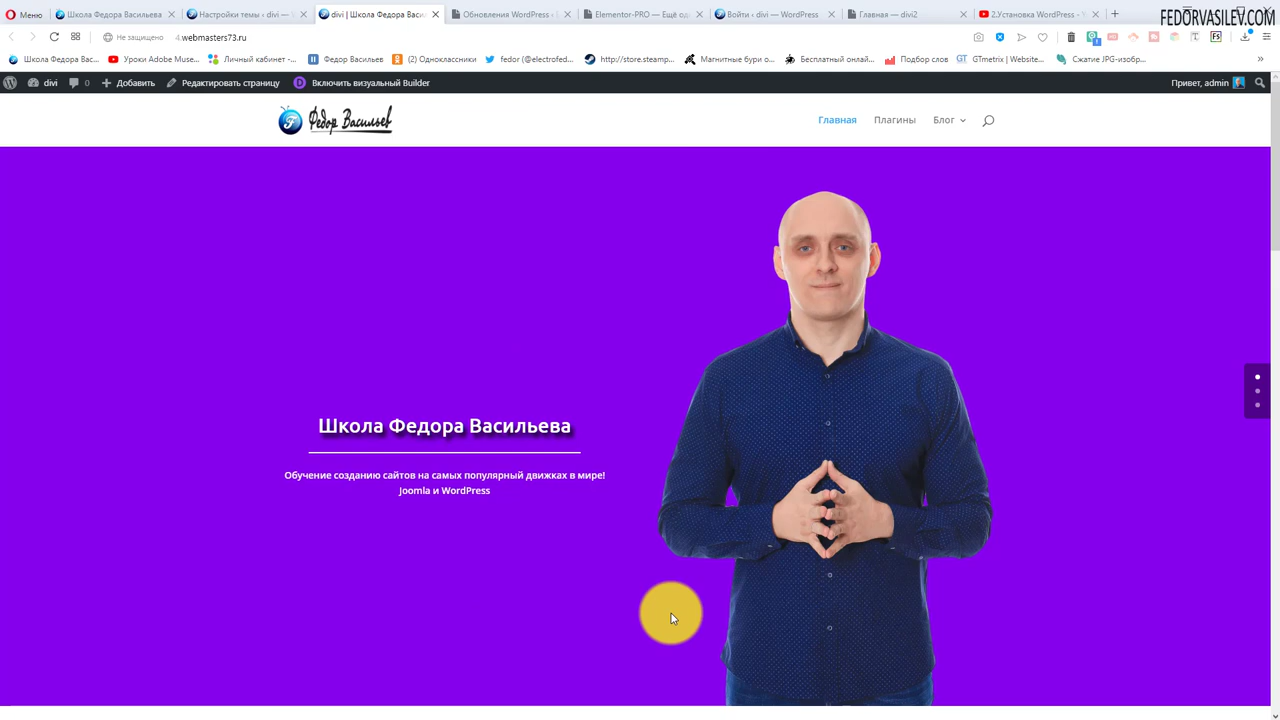 FEDORVASILEV.COM
Меню
Школа Федора Васильева
Настройки темы ‹ divi —
divi | Школа Федора Васил
Обновления WordPress ‹
Elementor-PRO — Ещё од
Войти ‹ divi — WordPress
Главная — divi2
2.Установка WordPress - Y
Не защищено
4.webmasters73.ru
Школа Федора Вас...
Уроки Adobe Muse...
Личный кабинет -...
Федор Васильев
(2) Одноклассники
fedor (@electrofed...
http://store.steamp...
Магнитные бури о...
Бесплатный онлай...
Подбор слов
GTmetrix | Website...
Сжатие JPG-изобр...
divi
0
Добавить
Редактировать страницу
Включить визуальный Builder
Привет, admin
Федор Васильев
Главная
Плагины
Блог
Школа Федора Васильева
Обучение созданию сайтов на самых популярный движках в мире!
Joomla и WordPress